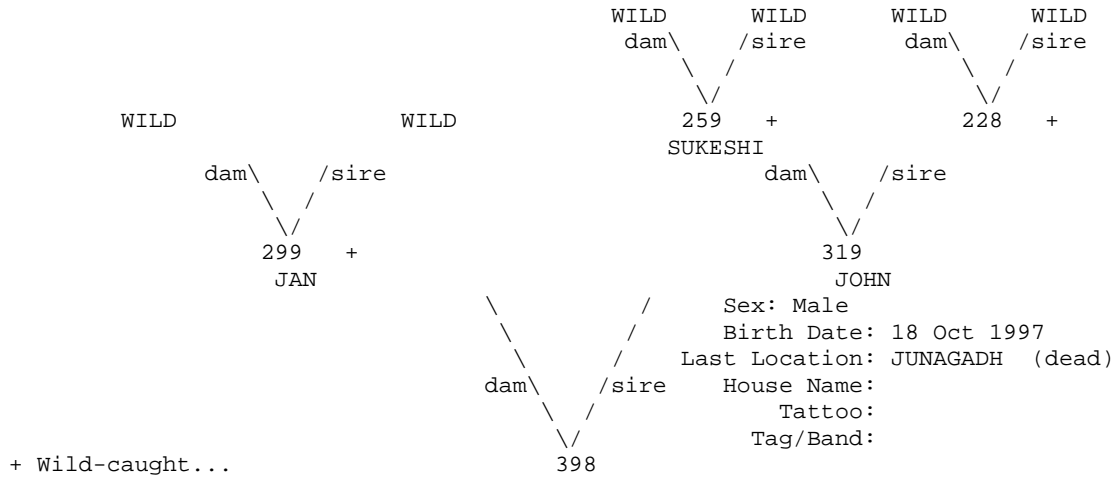 WILD WILD WILD WILD
dam\ /sire dam\ /sire
\ / \ /
\/ \/
WILD WILD 259 + 228 +
SUKESHI
dam\ /sire dam\ /sire
\ / \ /
\/ \/
299 + 319
JAN JOHN
\ / Sex: Male
\ / Birth Date: 18 Oct 1997
\ / Last Location: JUNAGADH (dead)
dam\ /sire House Name:
\ / Tattoo:
\/ Tag/Band:
+ Wild-caught... 398